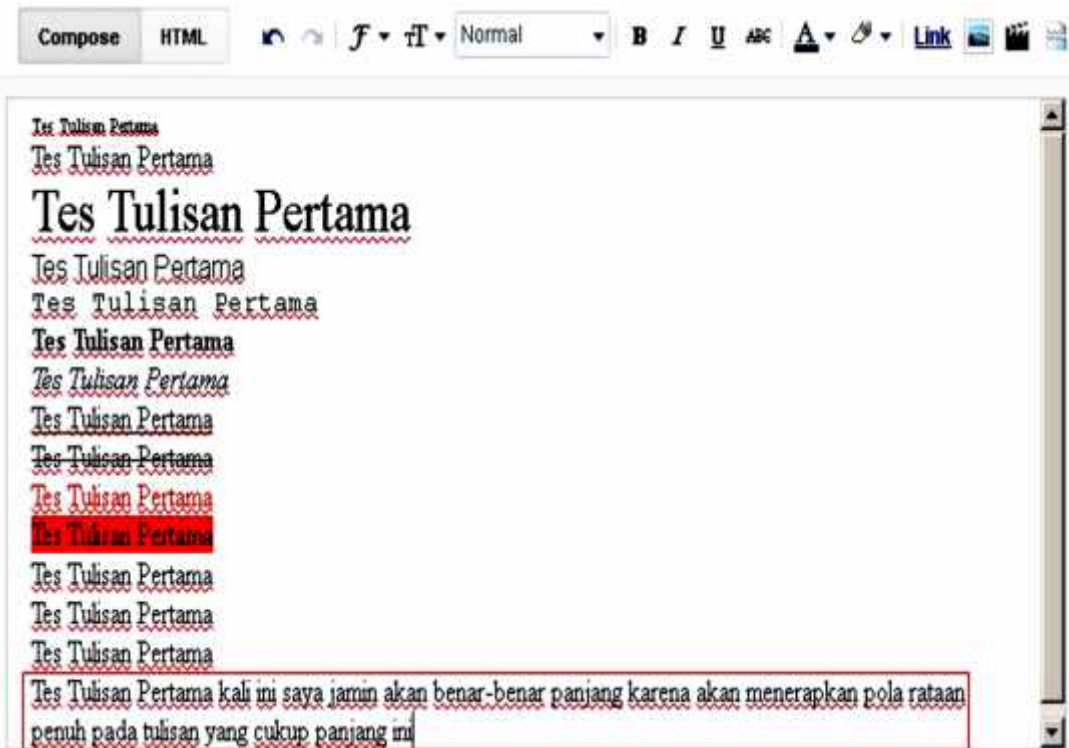 Compose HTML F TT Normal B I U ABC A Link
Tes Tulisan Pertama
Tes Tulisan Pertama
Tes Tulisan Pertama
Tes Tulisan Pertama
Tes Tulisan Pertama
Tes Tulisan Pertama
Tes Tulisan Pertama
Tes Tulisan Pertama
Tes Tulisan Pertama
Tes Tulisan Pertama
Tes Tulisan Pertama
Tes Tulisan Pertama
Tes Tulisan Pertama
Tes Tulisan Pertama
Tes Tulisan Pertama kali ini saya jamin akan benar-benar panjang karena akan menerapkan pola rataan
penuh pada tulisan yang cukup panjang ini